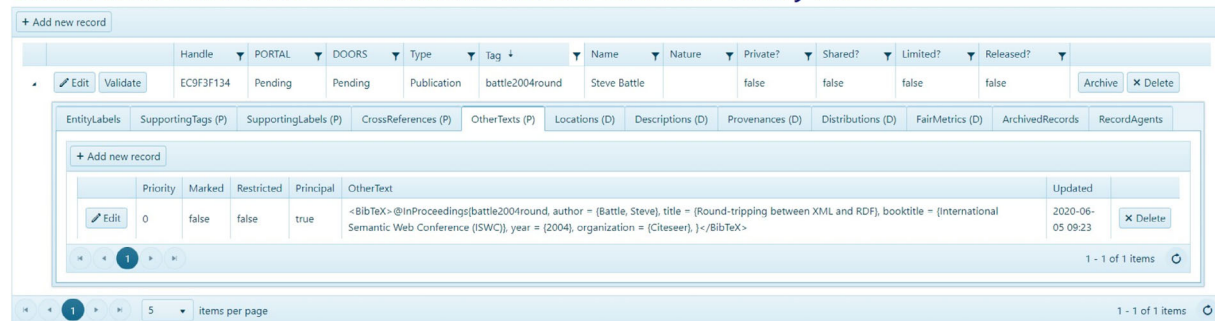 + Add new record
Handle PORTAL DOORS Type Tag ↓ Name Nature Private? Shared? Limited? Released?
Edit Validate EC9F3F134 Pending Pending Publication battle2004round Steve Battle false false false false Archive × Delete
EntityLabels SupportingTags (P) SupportingLabels (P) CrossReferences (P) OtherTexts (P) Locations (D) Descriptions (D) Provenances (D) Distributions (D) FairMetrics (D) ArchivedRecords RecordAgents
+ Add new record
Priority Marked Restricted Principal OtherText Updated
Edit 0 false false true <BibTeX>@InProceedings{battle2004round, author = {Battle, Steve}, title = {Round-tripping between XML and RDF}, booktitle = {International 2020-06- × Delete
Semantic Web Conference (ISWC)}, year = {2004}, organization = {Citeseer}, }</BibTeX> 05 09:23
1 1 - 1 of 1 items
1 5 items per page 1 - 1 of 1 items